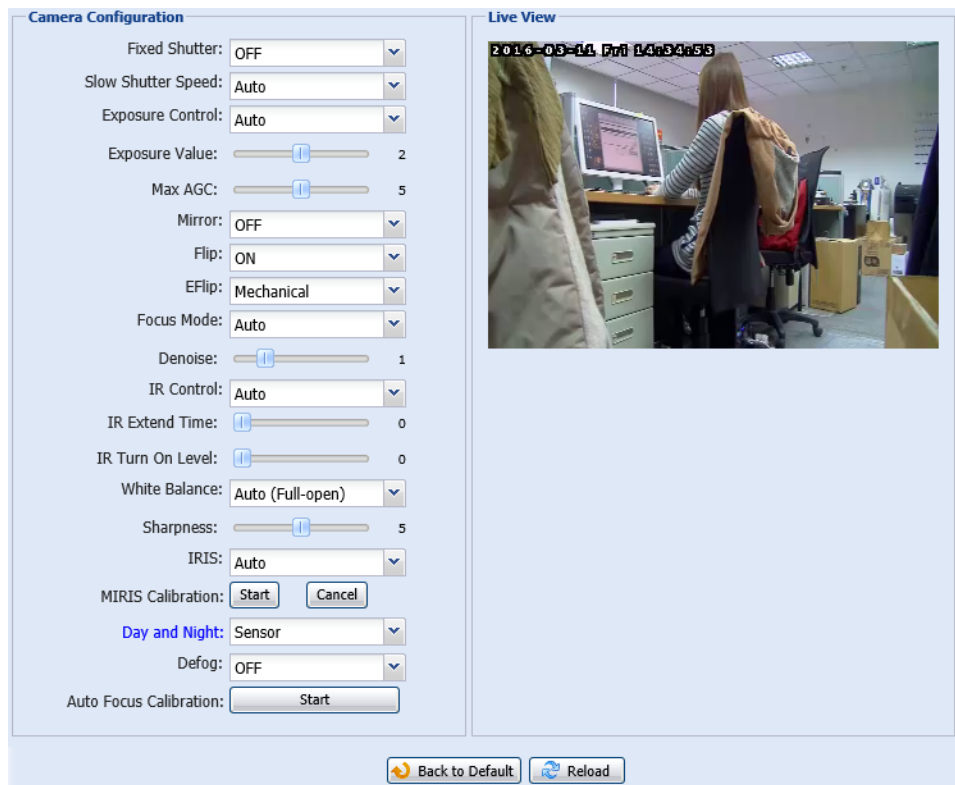 Camera Configuration
Fixed Shutter: OFF
Slow Shutter Speed: Auto
Exposure Control: Auto
Exposure Value: 2
Max AGC: 5
Mirror: OFF
Flip: ON
EFlip: Mechanical
Focus Mode: Auto
Denoise: 1
IR Control: Auto
IR Extend Time: 0
IR Turn On Level: 0
White Balance: Auto (Full-open)
Sharpness: 5
IRIS: Auto
MIRIS Calibration: Start Cancel
Day and Night: Sensor
Defog: OFF
Auto Focus Calibration: Start
Live View
2016-03-11 Fri 14:34:53
Back to Default Reload